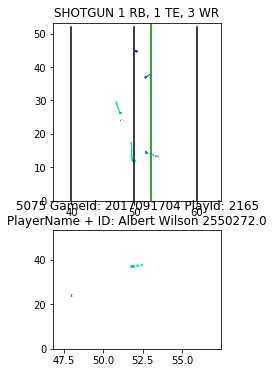 SHOTGUN 1 RB, 1 TE, 3 WR
50
40
30
20
10
0
40 50 60
5075 GameId: 2017091704 PlayId: 2165
PlayerName + ID: Albert Wilson 2550272.0
40
20
0
47.5 50.0 52.5 55.0